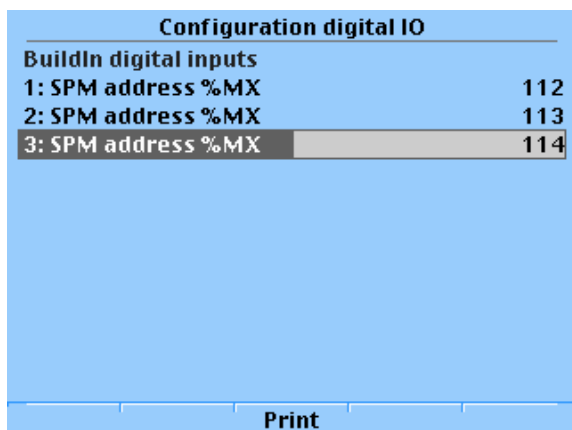 Configuration digital IO
BuildIn digital inputs
1: SPM address %MX 112
2: SPM address %MX 113
3: SPM address %MX 114
Print